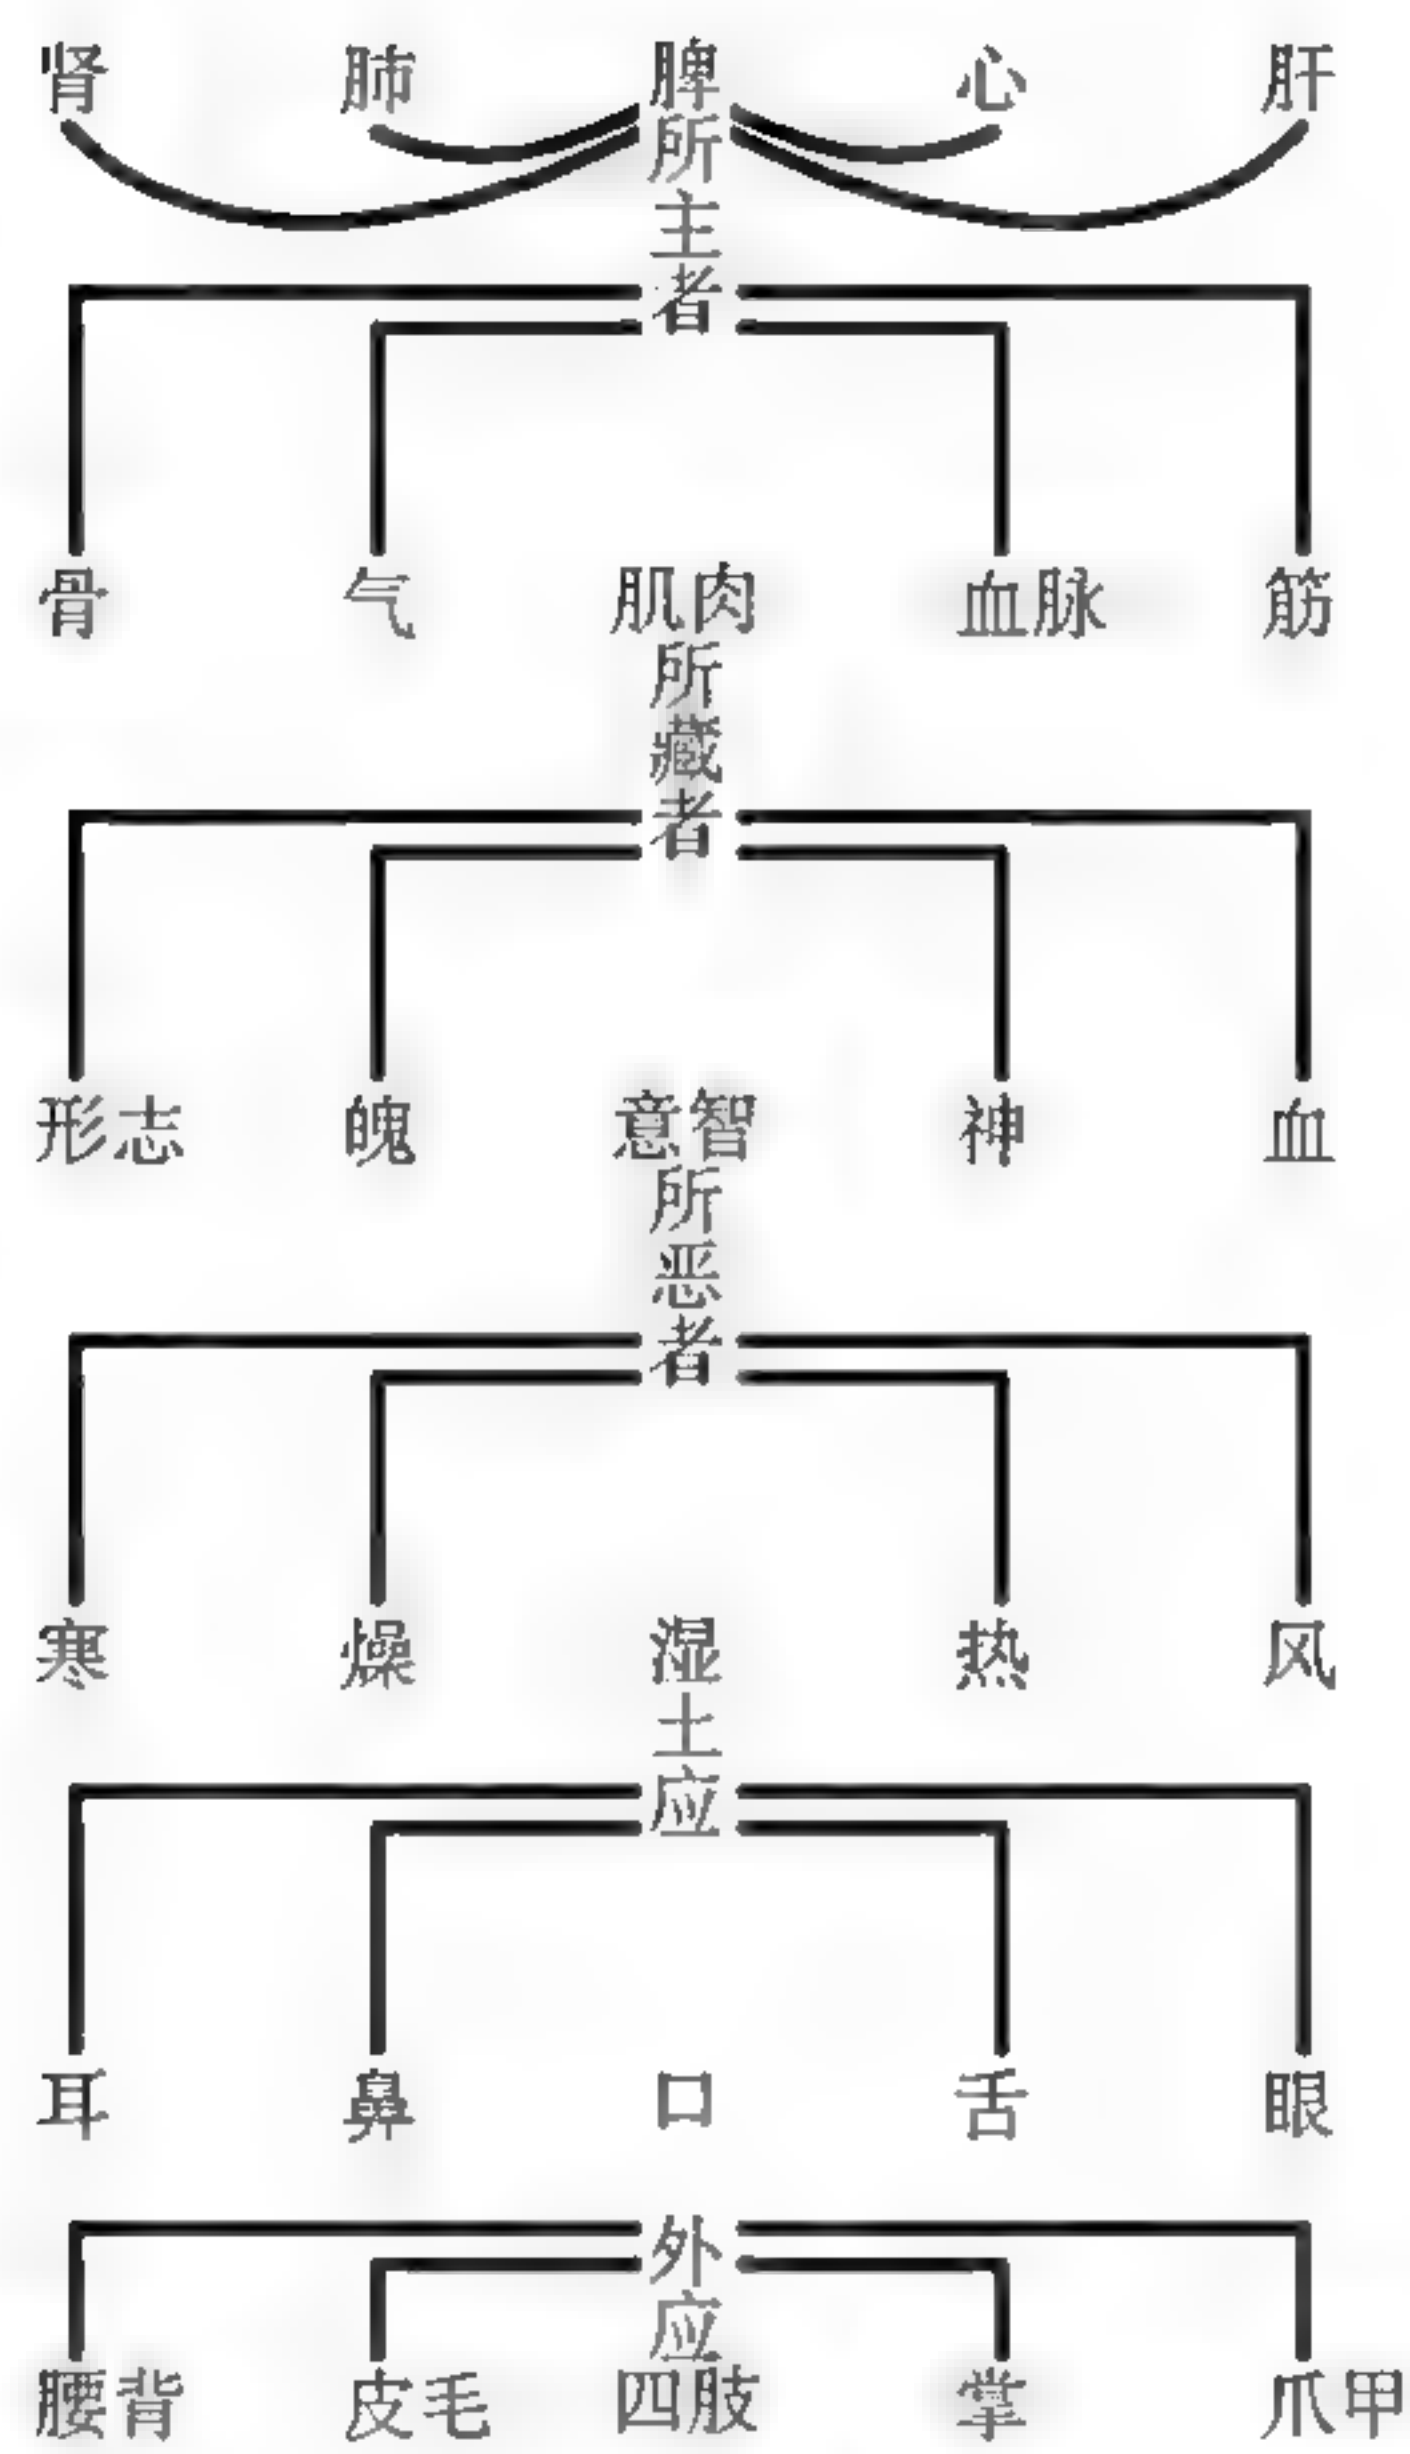 肾 肺 脾 心 肝
所主者
骨 气 肌肉 血脉 筋
所藏者
形志 魄 意智 神 血
所恶者
寒 燥 湿 热 风
土应
耳 鼻 口 舌 眼
外应
腰背 皮毛 四肢 掌 爪甲